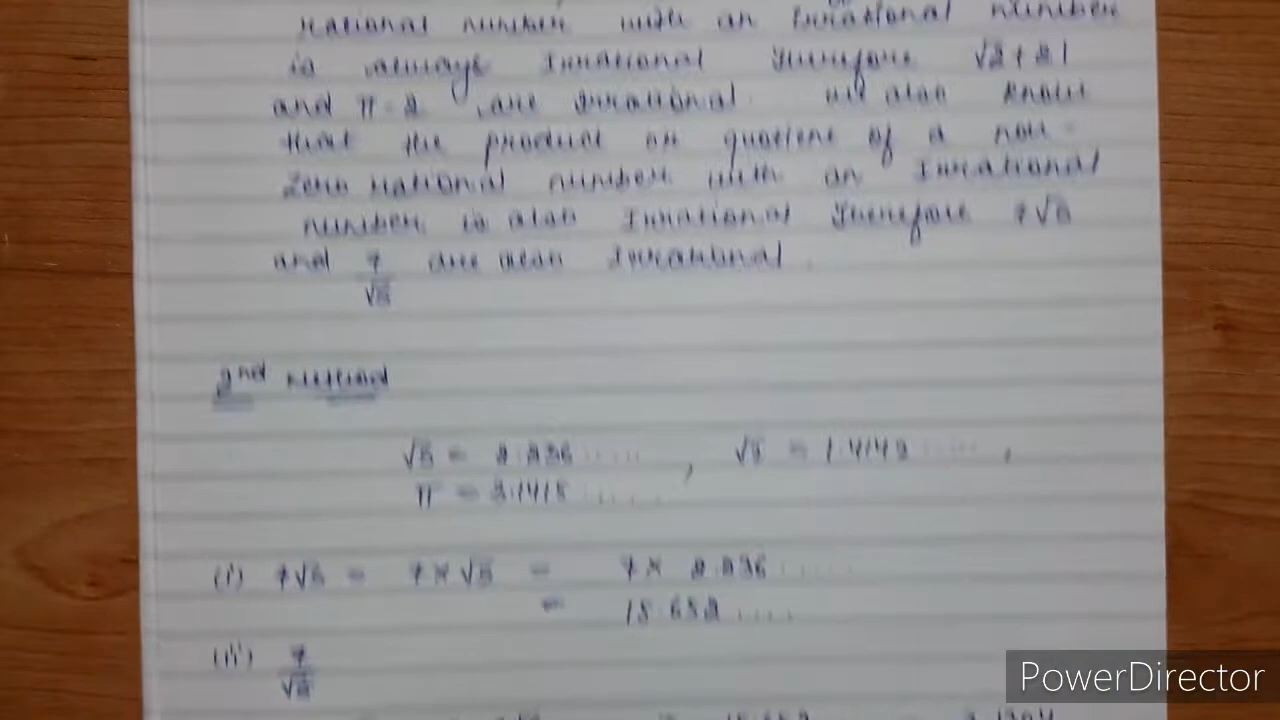 rational number with an Irrational number
is always Irrational Therefore √2+21
and π-2 , are irrational we also know
that the product or quotient of a non-
zero rational number with an Irrational
number is also Irrational Therefore 7√5
and 7/√5 are also Irrational.
2nd method
√5 = 2.236 ..... , √2 = 1.4142 ..... ,
π = 3.1415 ......
(i) 7√5 = 7×√5 = 7× 2.236 ......
= 15.652 ....
(ii) 7/√5
PowerDirector